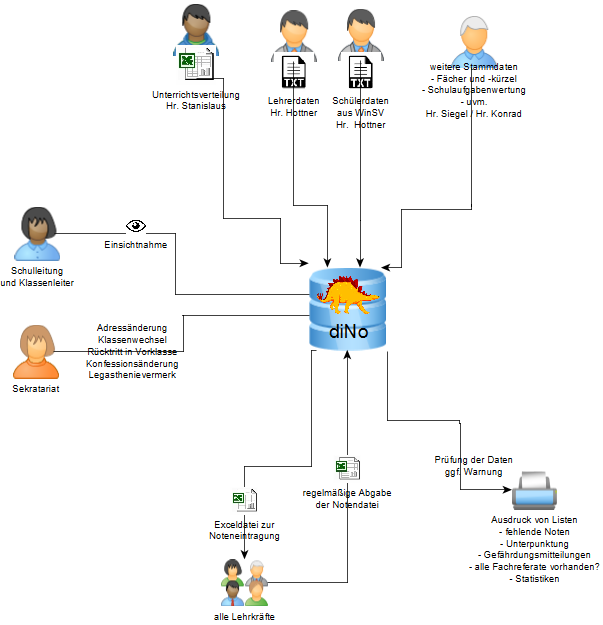 weitere Stammdaten
- Fächer und -kürzel
- Schulaufgabenwertung
- uvm.
Hr. Siegel / Hr. Konrad
TXT
TXT
Unterrichtsverteilung
Hr. Stanislaus
Lehrerdaten
Hr. Hottner
Schülerdaten
aus WinSV
Hr. Hottner
Einsichtnahme
Schulleitung
und Klassenleiter
diNo
Adressänderung
Klassenwechsel
Rücktritt in Vorklasse
Konfessionsänderung
Legasthenievermerk
Sekratariat
Prüfung der Daten
ggf. Warnung
regelmäßige Abgabe
der Notendatei
Exceldatei zur
Noteneintragung
Ausdruck von Listen
- fehlende Noten
- Unterpunktung
- Gefährdungsmitteilungen
- alle Fachreferate vorhanden?
- Statistiken
alle Lehrkräfte